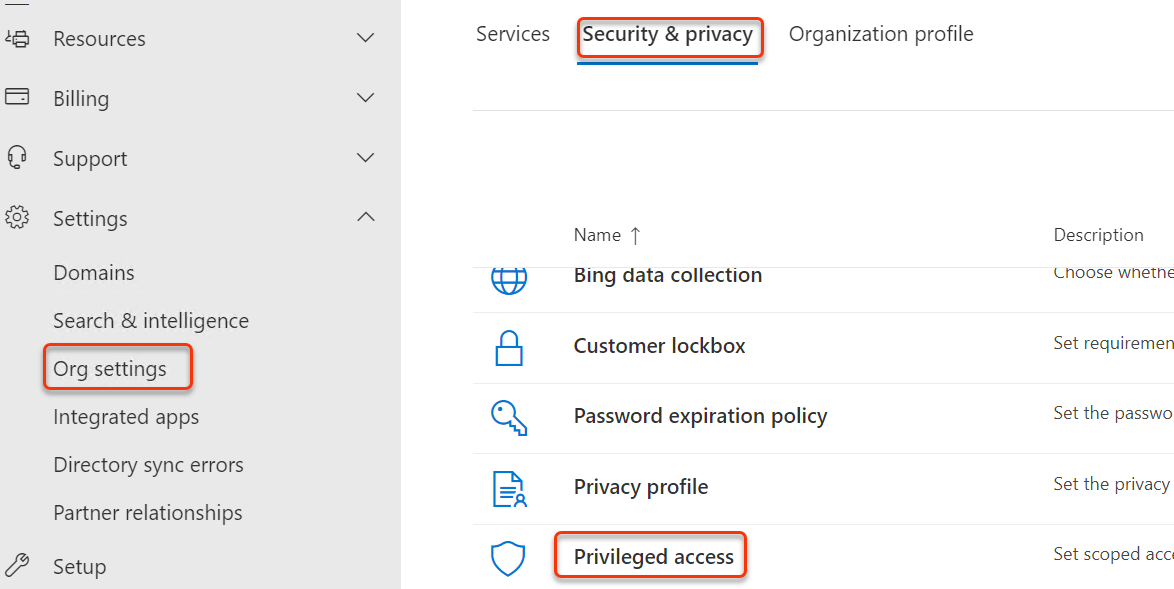 Resources
Billing
Support
Settings
Domains
Search & intelligence
Org settings
Integrated apps
Directory sync errors
Partner relationships
Setup
Services Security & privacy Organization profile
Name ↑ Description
Bing data collection Choose whethe
Customer lockbox Set requiremen
Password expiration policy Set the passwo
Privacy profile Set the privacy
Privileged access Set scoped acce